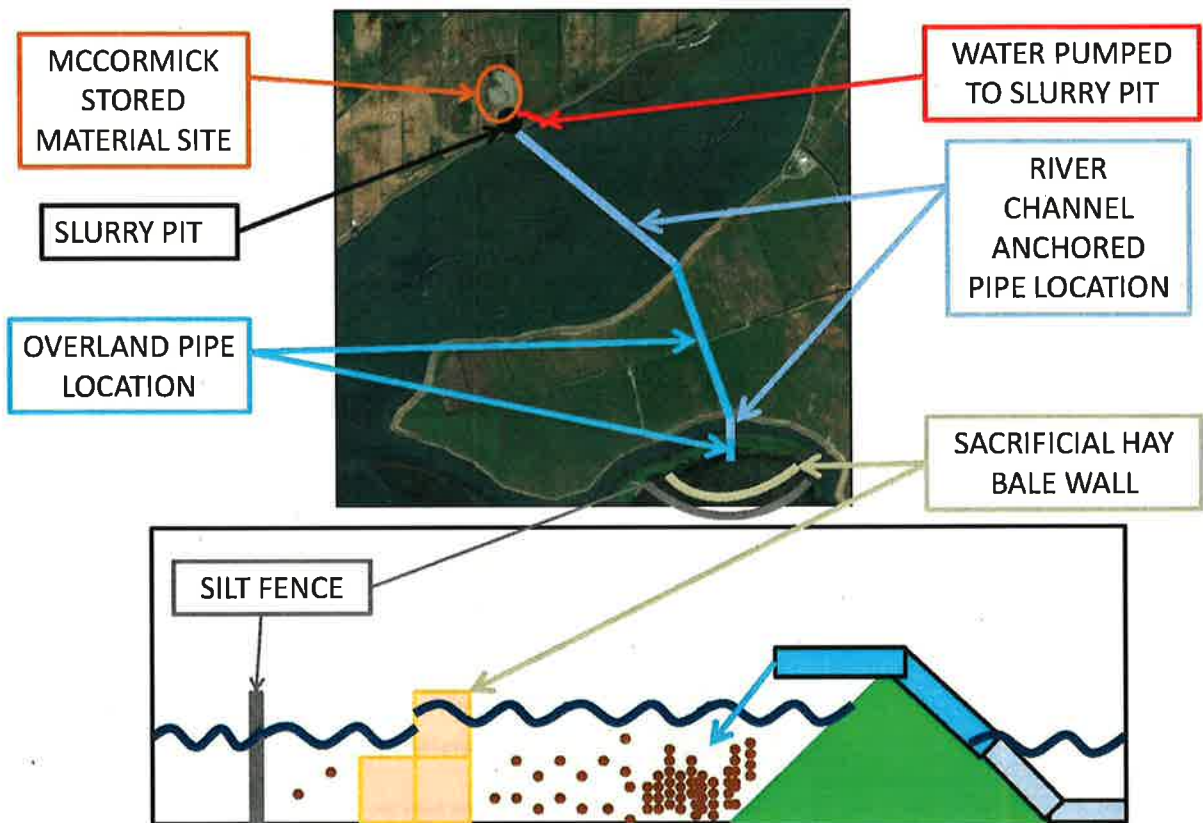 MCCORMICK
STORED
MATERIAL SITE
WATER PUMPED
TO SLURRY PIT
SLURRY PIT
RIVER
CHANNEL
ANCHORED
PIPE LOCATION
OVERLAND PIPE
LOCATION
SACRIFICIAL HAY
BALE WALL
SILT FENCE